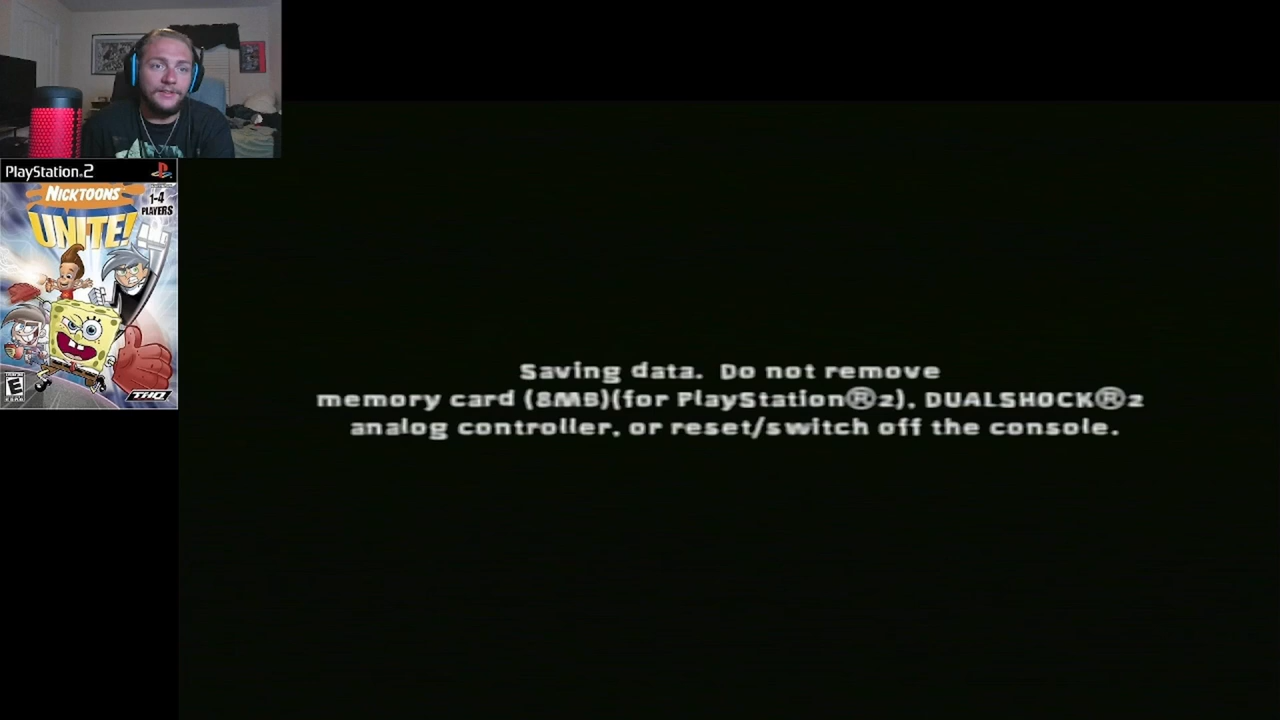 PlayStation.2
NICKTOONS
UNITE!
1-4
PLAYERS
E
THQ
Saving data. Do not remove
memory card (8MB)(for PlayStation®2), DUALSHOCK®2
analog controller, or reset/switch off the console.